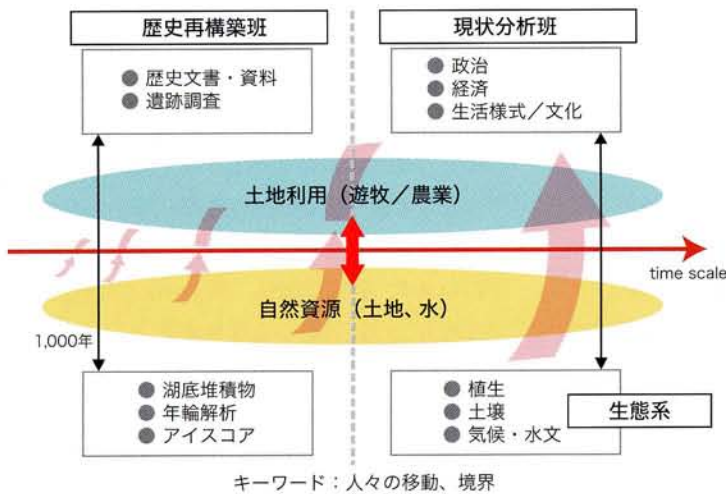 歴史再構築班
現状分析班
● 歴史文書・資料
● 遺跡調査
● 政治
● 経済
● 生活様式／文化
土地利用（遊牧／農業）
time scale
自然資源（土地、水）
1,000年
● 湖底堆積物
● 年輪解析
● アイスコア
● 植生
● 土壌
● 気候・水文
生態系
キーワード：人々の移動、境界